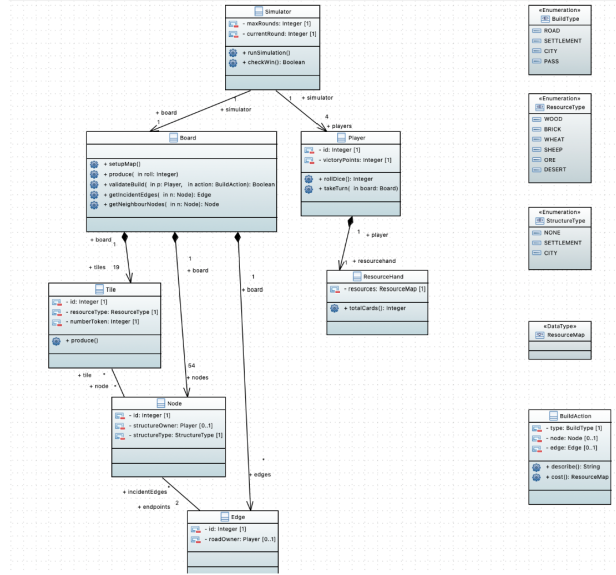 Simulator
- maxRounds: Integer [1]
- currentRound: Integer [1]
+ runSimulation()
+ checkWin(): Boolean
«Enumeration»
BuildType
ROAD
SETTLEMENT
CITY
PASS
1
+ simulator
+ board
1
1
+ simulator
4
+ players
«Enumeration»
ResourceType
WOOD
BRICK
WHEAT
SHEEP
ORE
DESERT
Board
+ setupMap()
+ produce( in roll: Integer)
+ validateBuild( in p: Player, in action: BuildAction): Boolean
+ getIncidentEdges( in n: Node): Edge
+ getNeighbourNodes( in n: Node): Node
Player
- id: Integer [1]
- victoryPoints: Integer [1]
+ rollDice(): Integer
+ takeTurn( in board: Board)
«Enumeration»
StructureType
NONE
SETTLEMENT
CITY
+ board
1
+ tiles
19
1
+ board
1
+ board
1
+ player
1
+ resourcehand
Tile
- id: Integer [1]
- resourceType: ResourceType [1]
- numberToken: Integer [1]
+ produce()
ResourceHand
- resources: ResourceMap [1]
+ totalCards(): Integer
«DataType»
ResourceMap
+ tile
*
+ node
*
54
+ nodes
Node
- id: Integer [1]
- structureOwner: Player [0..1]
- structureType: StructureType [1]
BuildAction
- type: BuildType [1]
- node: Node [0..1]
- edge: Edge [0..1]
+ describe(): String
+ cost(): ResourceMap
*
+ edges
+ incidentEdges
*
+ endpoints
2
Edge
- id: Integer [1]
- roadOwner: Player [0..1]